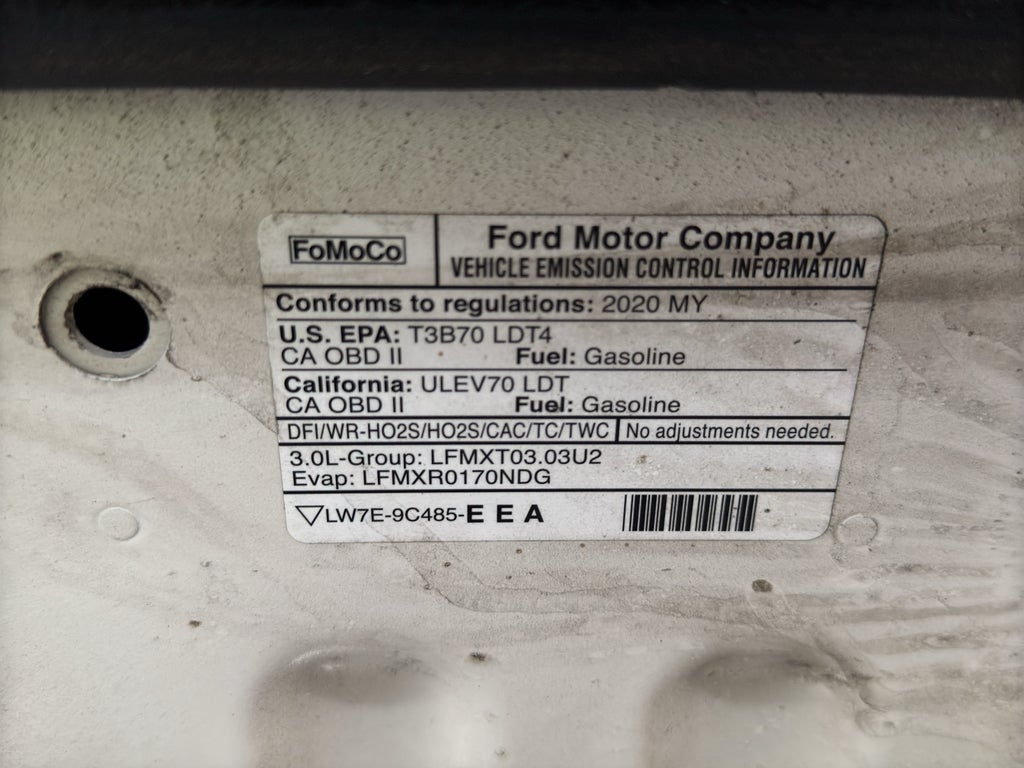 FoMoCo
Ford Motor Company
VEHICLE EMISSION CONTROL INFORMATION
Conforms to regulations: 2020 MY
U.S. EPA: T3B70 LDT4
CA OBD II Fuel: Gasoline
California: ULEV70 LDT
CA OBD II Fuel: Gasoline
DFI/WR-HO2S/HO2S/CAC/TC/TWC No adjustments needed.
3.0L-Group: LFMXT03.03U2
Evap: LFMXR0170NDG
LW7E-9C485-E E A